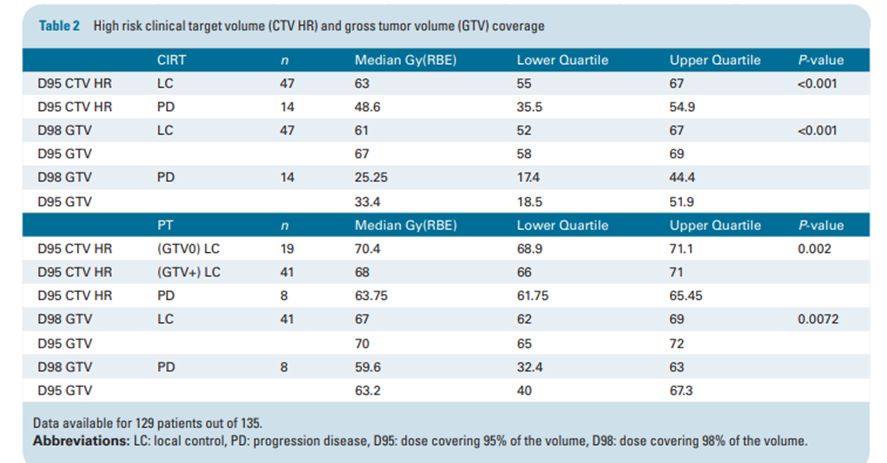 Table 2 High risk clinical target volume (CTV HR) and gross tumor volume (GTV) coverage
CIRT n Median Gy(RBE) Lower Quartile Upper Quartile P-value
D95 CTV HR LC 47 63 55 67 <0.001
D95 CTV HR PD 14 48.6 35.5 54.9
D98 GTV LC 47 61 52 67 <0.001
D95 GTV 67 58 69
D98 GTV PD 14 25.25 17.4 44.4
D95 GTV 33.4 18.5 51.9
PT n Median Gy(RBE) Lower Quartile Upper Quartile P-value
D95 CTV HR (GTV0) LC 19 70.4 68.9 71.1 0.002
D95 CTV HR (GTV+) LC 41 68 66 71
D95 CTV HR PD 8 63.75 61.75 65.45
D98 GTV LC 41 67 62 69 0.0072
D95 GTV 70 65 72
D98 GTV PD 8 59.6 32.4 63
D95 GTV 63.2 40 67.3
Data available for 129 patients out of 135.
Abbreviations: LC: local control, PD: progression disease, D95: dose covering 95% of the volume, D98: dose covering 98% of the volume.